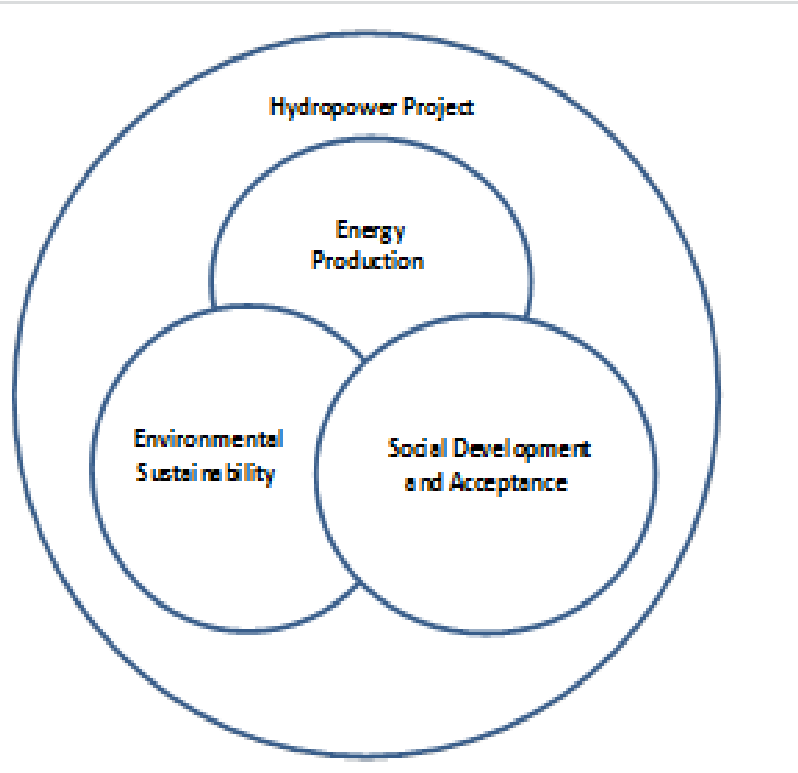 Hydropower Project
Energy
Production
Environmental
Sustainability
Social Development
and Acceptance